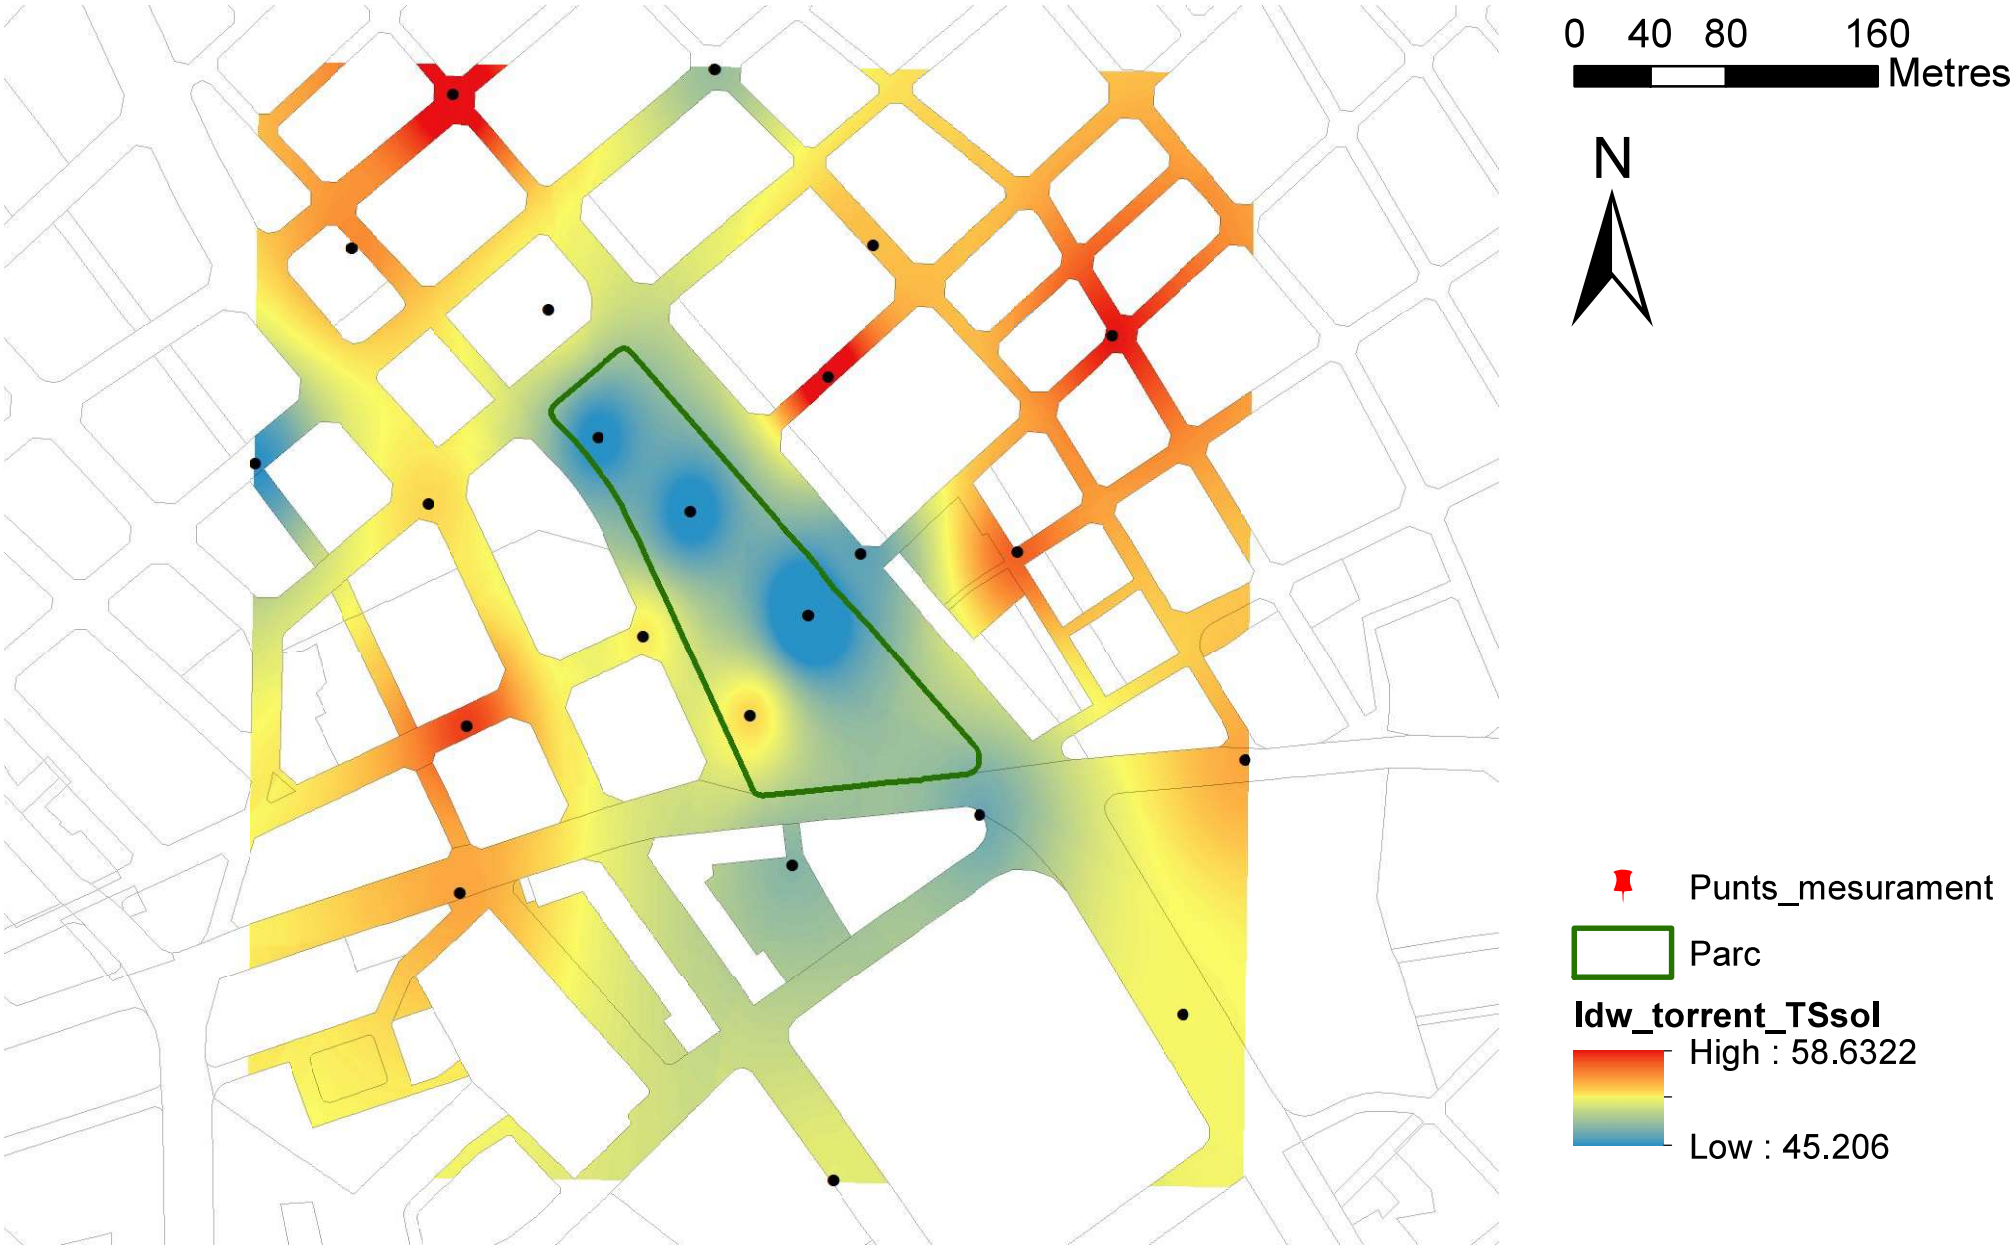 0 40 80 160
Metres
N
Punts_mesurament
Parc
Idw_torrent_TSsol
High : 58.6322
Low : 45.206